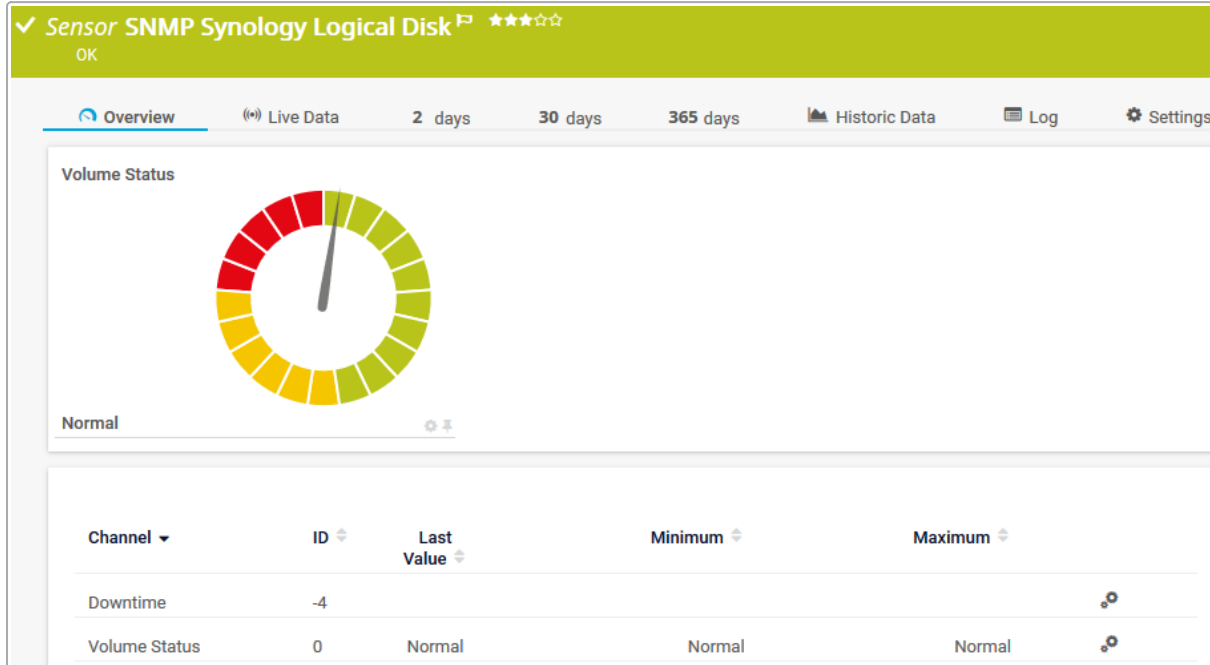 Sensor SNMP Synology Logical Disk
OK
Overview Live Data 2 days 30 days 365 days Historic Data Log Settings
Volume Status
Normal
Channel ID Last Value Minimum Maximum
Downtime -4
Volume Status 0 Normal Normal Normal